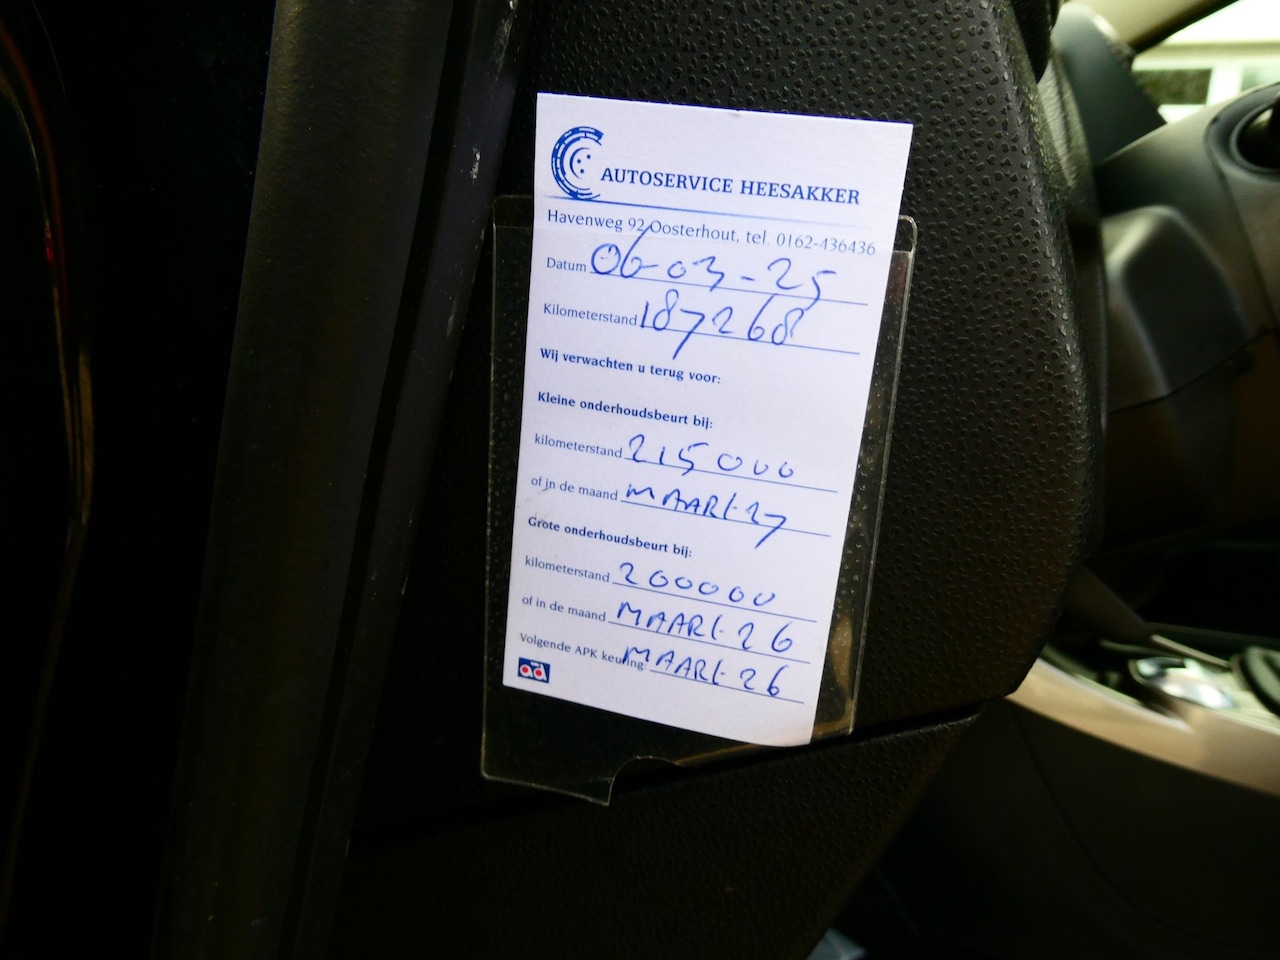 AUTOSERVICE HEESAKKER
Havenweg 92 Oosterhout, tel. 0162-436436
Datum 06-03-25
Kilometerstand 187268
Wij verwachten u terug voor:
Kleine onderhoudsbeurt bij:
kilometerstand 215000
of in de maand MAART-27
Grote onderhoudsbeurt bij:
kilometerstand 200000
of in de maand MAART-26
Volgende APK keuring: MAART-26
ad